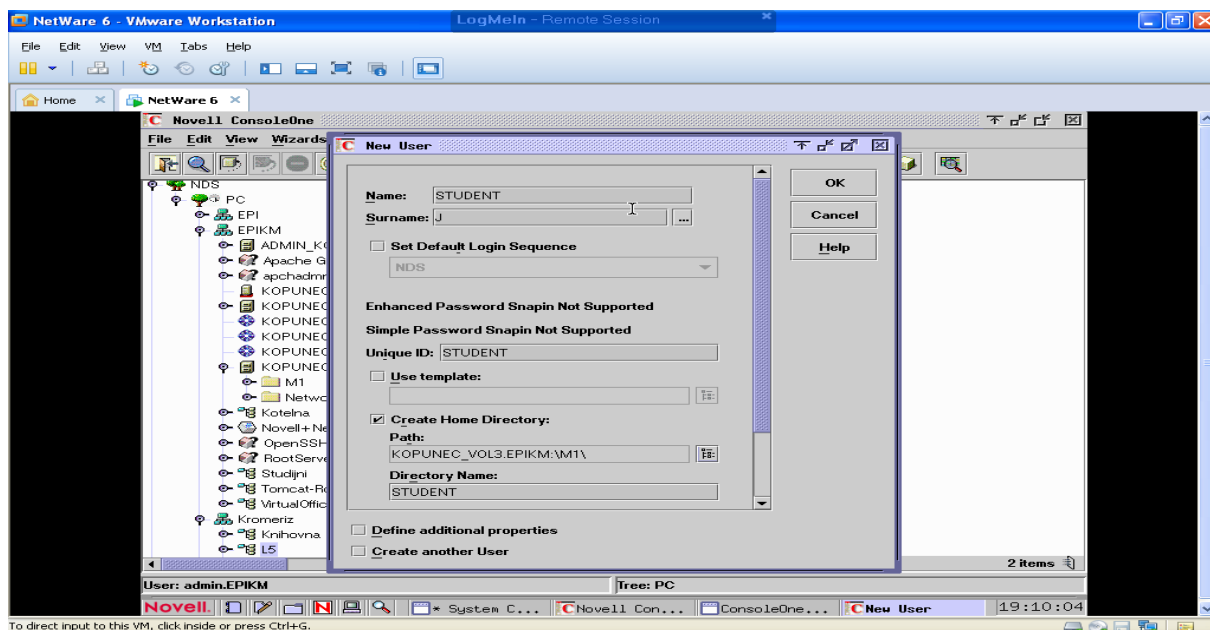 NetWare 6 - VMware Workstation
LogMeIn - Remote Session
File Edit View VM Tabs Help
Home NetWare 6
Novell ConsoleOne
File Edit View Wizards
New User
NDS
PC
EPI
EPIKM
ADMIN_K
Apache G
apchadmr
KOPUNEC
KOPUNEC
KOPUNEC
KOPUNEC
KOPUNEC
KOPUNEC
M1
Netwo
Kotelna
Novell+Ne
OpenSSH
RootServe
Studijni
Tomcat-Ro
VirtualOffic
Kromeriz
Knihovna
L5
Name: STUDENT
Surname: J ...
Set Default Login Sequence
NDS
Enhanced Password Snapin Not Supported
Simple Password Snapin Not Supported
Unique ID: STUDENT
Use template:
Create Home Directory:
Path:
KOPUNEC_VOL3.EPIKM:\M1\
Directory Name:
STUDENT
Define additional properties
Create another User
OK
Cancel
Help
2 items
User: admin.EPIKM Tree: PC
Novell. * System C... Novell Con... ConsoleOne... New User 19:10:04
To direct input to this VM, click inside or press Ctrl+G.